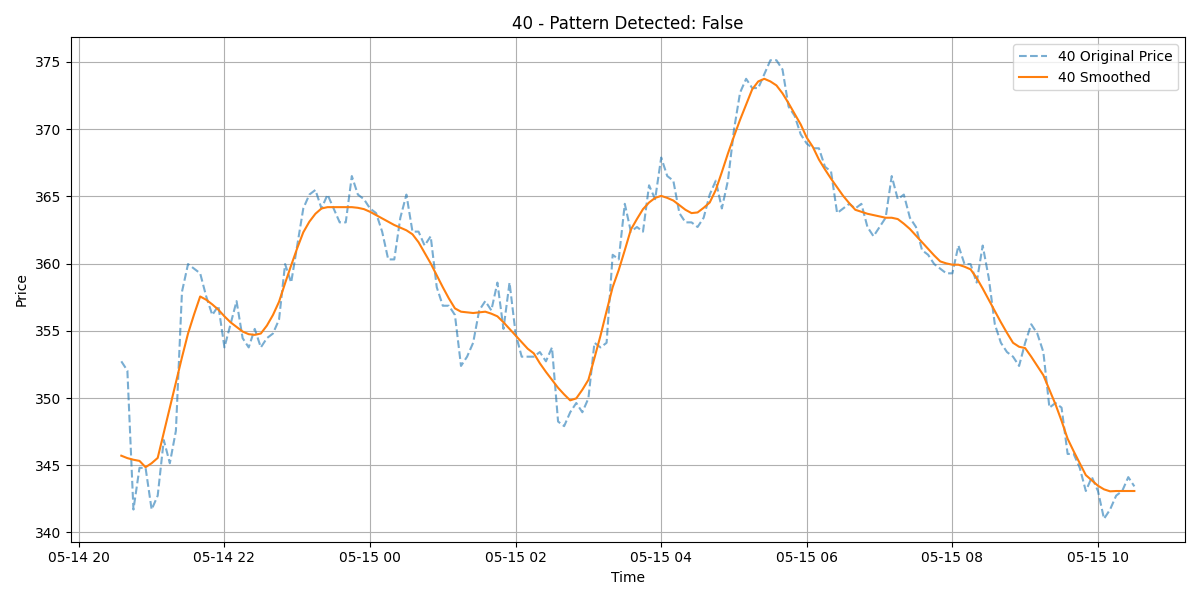 40 - Pattern Detected: False
40 Original Price
40 Smoothed
Price
375
370
365
360
355
350
345
340
05-14 20 05-14 22 05-15 00 05-15 02 05-15 04 05-15 06 05-15 08 05-15 10
Time